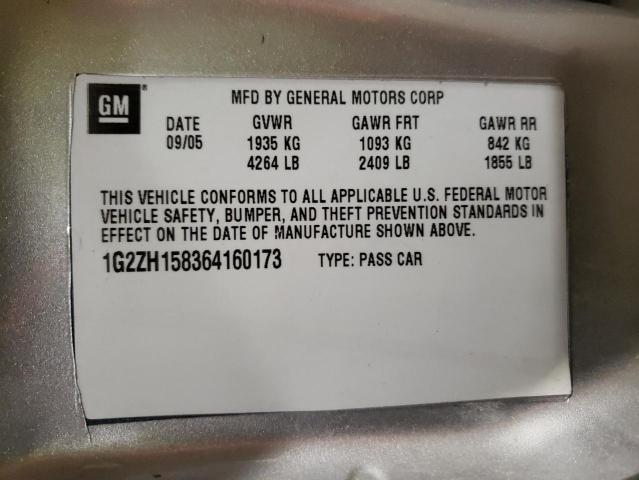 GM MFD BY GENERAL MOTORS CORP
DATE GVWR GAWR FRT GAWR RR
09/05 1935 KG 1093 KG 842 KG
4264 LB 2409 LB 1855 LB
THIS VEHICLE CONFORMS TO ALL APPLICABLE U.S. FEDERAL MOTOR
VEHICLE SAFETY, BUMPER, AND THEFT PREVENTION STANDARDS IN
EFFECT ON THE DATE OF MANUFACTURE SHOWN ABOVE.
1G2ZH158364160173 TYPE: PASS CAR